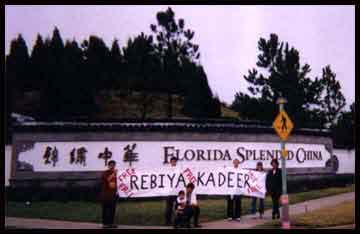 錦繡中華 FLORIDA SPLENDID CHINA
FREE REBIYA KADEER